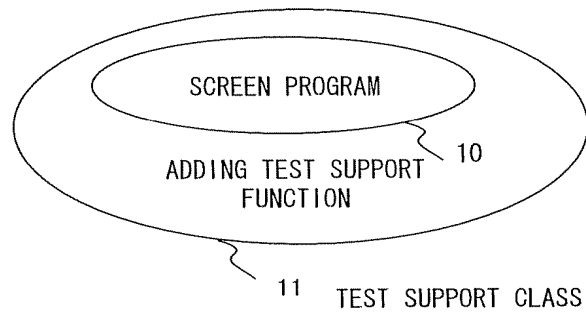 SCREEN PROGRAM
10
ADDING TEST SUPPORT
FUNCTION
11
TEST SUPPORT CLASS